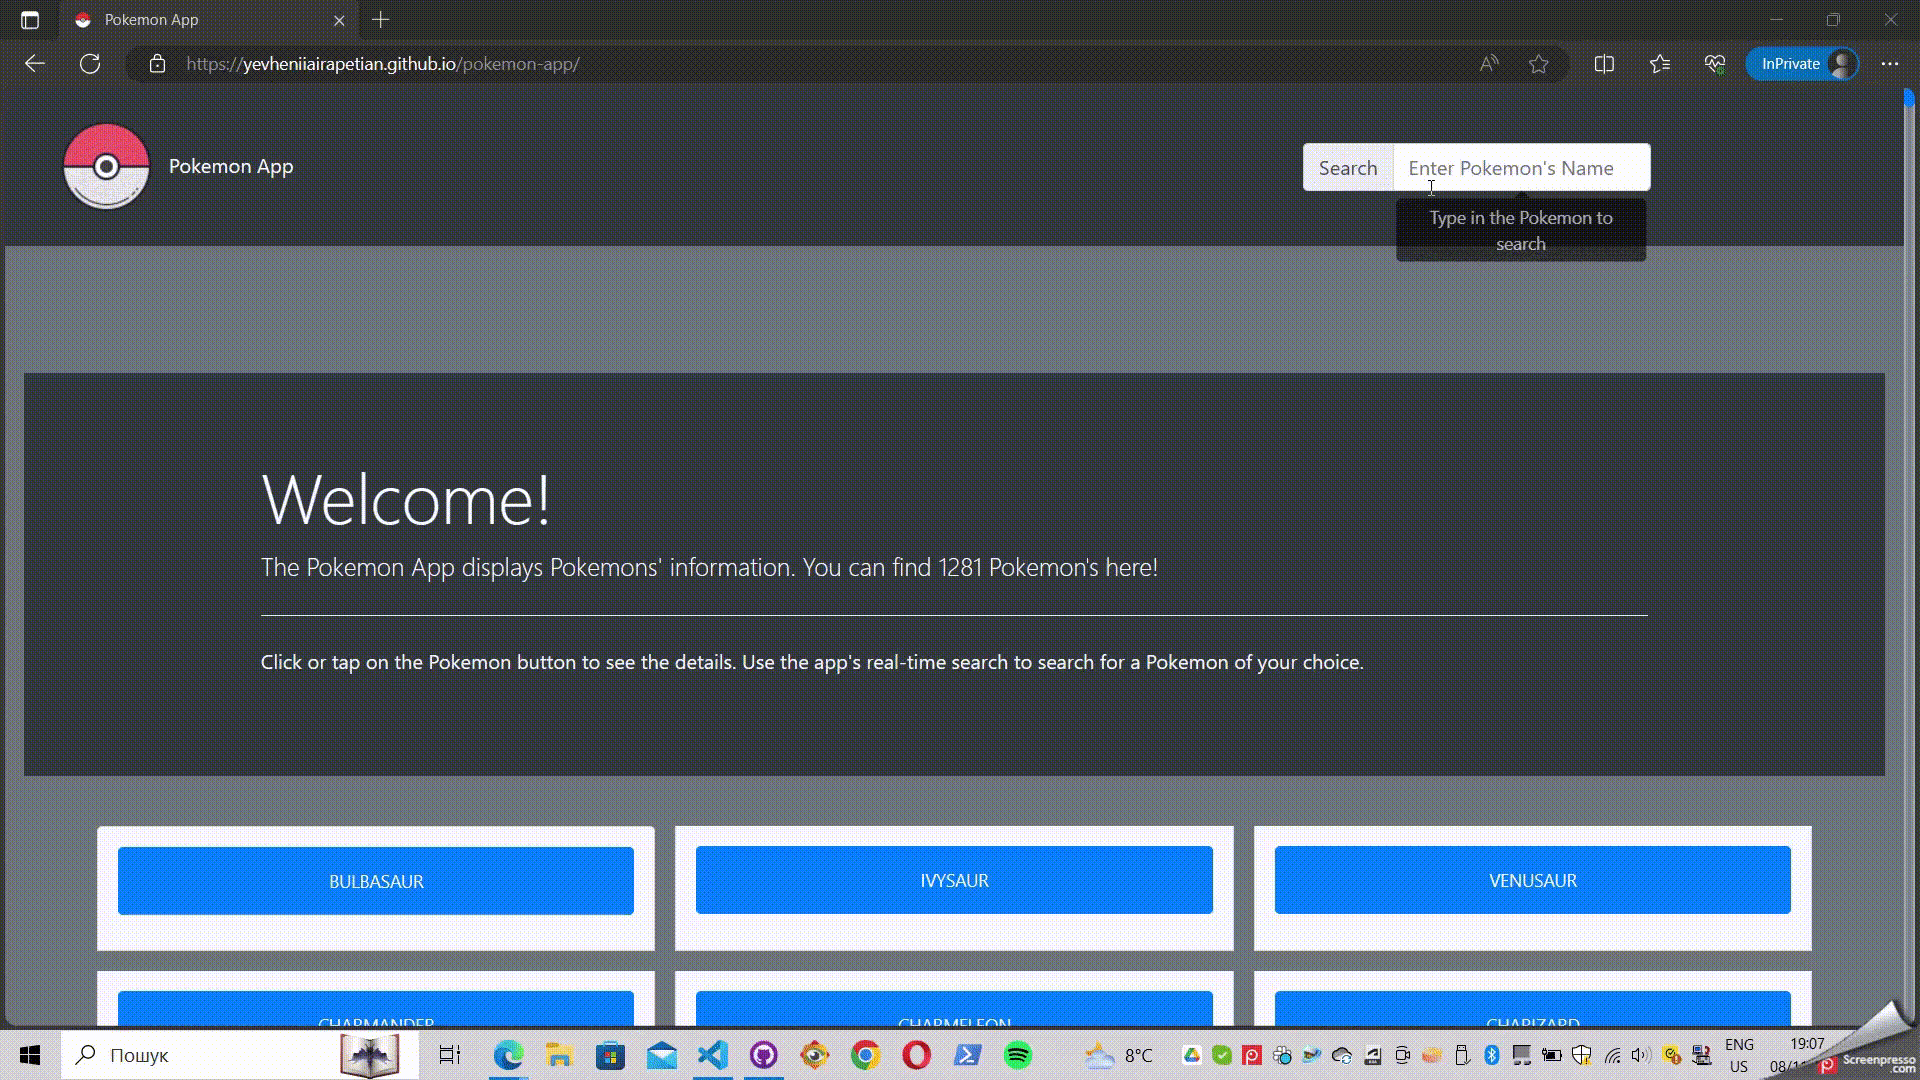 Pokemon App
https://yevheniiairapetian.github.io/pokemon-app/
InPrivate
Pokemon App
Search
Enter Pokemon's Name
Type in the Pokemon to
search
Welcome!
The Pokemon App displays Pokemons' information. You can find 1281 Pokemon's here!
Click or tap on the Pokemon button to see the details. Use the app's real-time search to search for a Pokemon of your choice.
BULBASAUR
IVYSAUR
VENUSAUR
CHARMANDER
CHARMELEON
CHARIZARD
Пошук
8°C
ENG
US
19:07
Screenpresso
.com